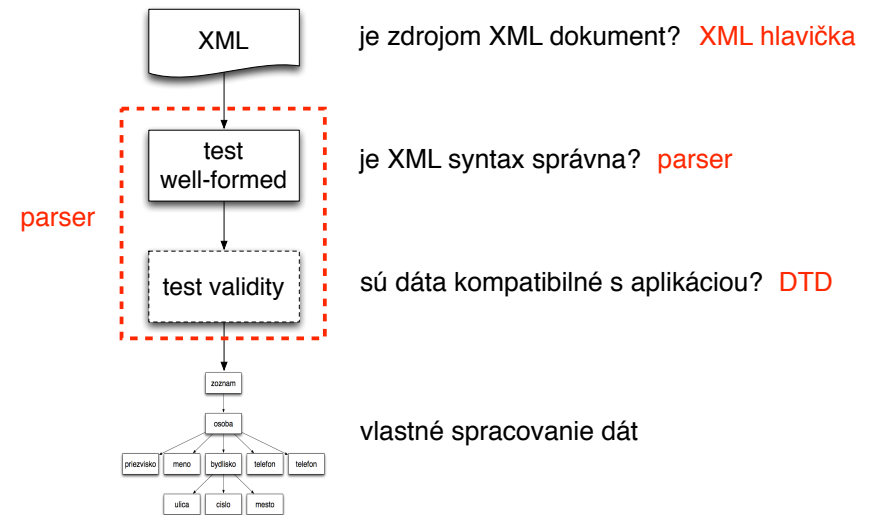 XML
je zdrojom XML dokument? XML hlavička
test
well-formed
je XML syntax správna? parser
parser
test validity
sú dáta kompatibilné s aplikáciou? DTD
zoznam
osoba
vlastné spracovanie dát
priezvisko meno bydlisko telefon telefon
ulica cislo mesto